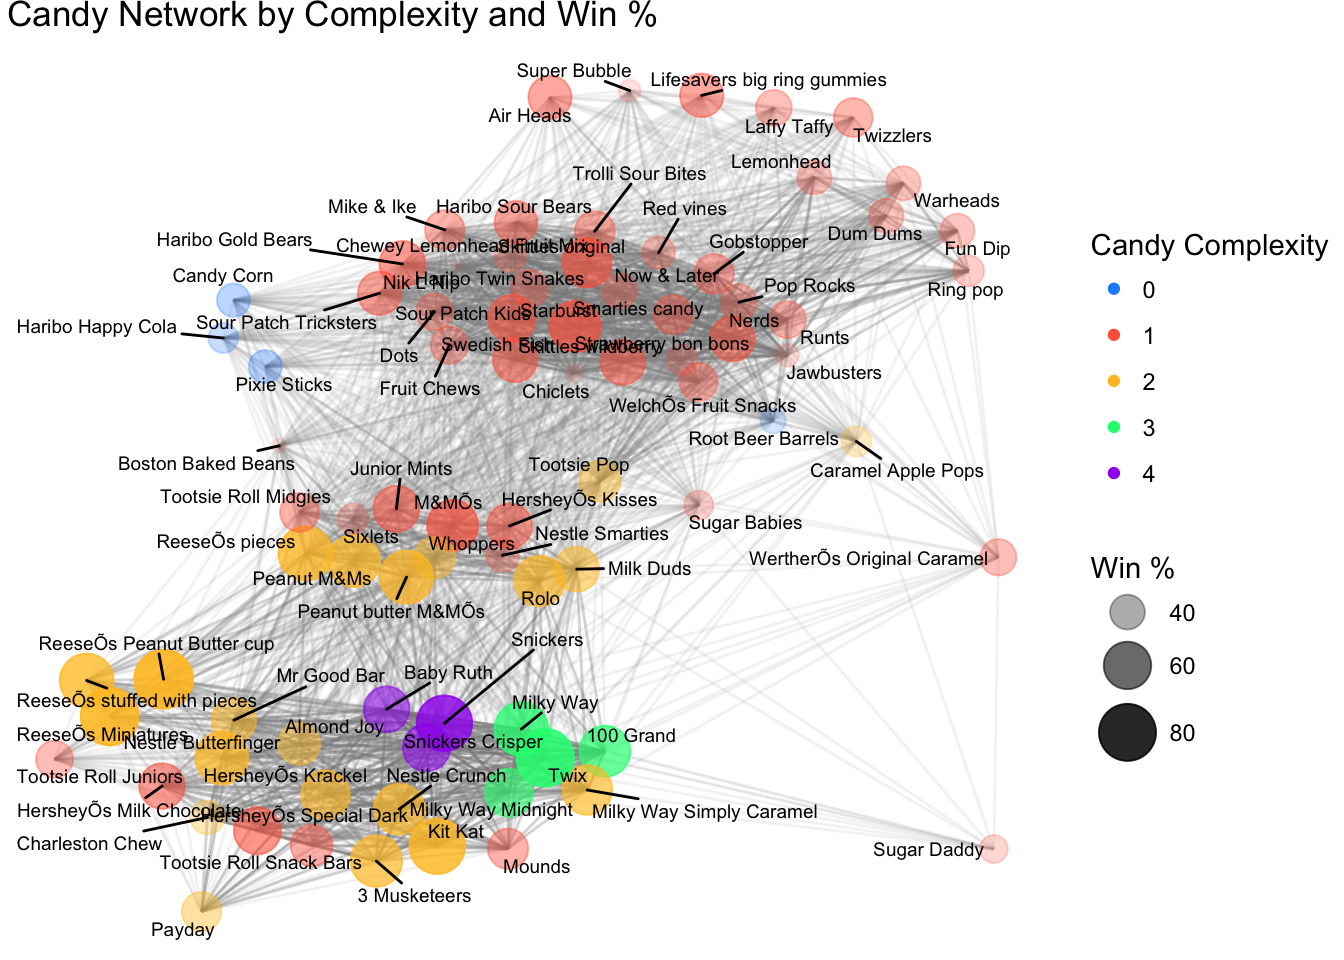 Candy Network by Complexity and Win %
Super Bubble
Lifesavers big ring gummies
Air Heads
Laffy Taffy
Twizzlers
Lemonhead
Trolli Sour Bites
Warheads
Mike & Ike
Haribo Sour Bears
Red vines
Dum Dums
Haribo Gold Bears
Chewey Lemonhead Fruit Mix
Skittles original
Gobstopper
Fun Dip
Candy Corn
Nik L Nip
Haribo Twin Snakes
Now & Later
Pop Rocks
Ring pop
Haribo Happy Cola
Sour Patch Tricksters
Sour Patch Kids
Starburst
Smarties candy
Nerds
Runts
Dots
Swedish Fish
Skittles wildberry
Strawberry bon bons
Jawbusters
Pixie Sticks
Fruit Chews
Chiclets
WelchÕs Fruit Snacks
Root Beer Barrels
Caramel Apple Pops
Boston Baked Beans
Junior Mints
Tootsie Pop
Tootsie Roll Midgies
M&MÕs
HersheyÕs Kisses
Sugar Babies
ReeseÕs pieces
Sixlets
Whoppers
Nestle Smarties
WertherÕs Original Caramel
Peanut M&Ms
Milk Duds
Peanut butter M&MÕs
Rolo
ReeseÕs Peanut Butter cup
Snickers
Mr Good Bar
Baby Ruth
ReeseÕs stuffed with pieces
Milky Way
ReeseÕs Miniatures
Nestle Butterfinger
Almond Joy
Snickers Crisper
100 Grand
Tootsie Roll Juniors
HersheyÕs Krackel
Nestle Crunch
Twix
HersheyÕs Milk Chocolate
HersheyÕs Special Dark
Milky Way Midnight
Milky Way Simply Caramel
Charleston Chew
Kit Kat
Tootsie Roll Snack Bars
Mounds
Sugar Daddy
3 Musketeers
Payday
Candy Complexity
0
1
2
3
4
Win %
40
60
80